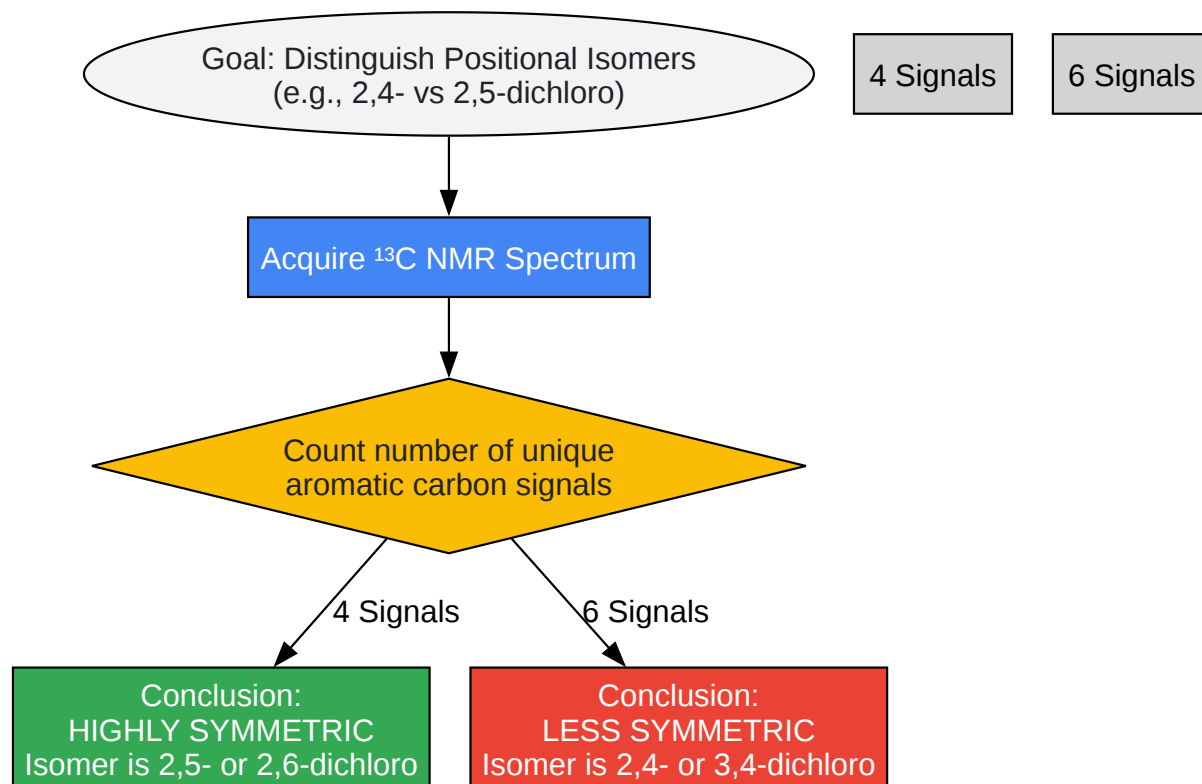 Goal: Distinguish Positional Isomers
(e.g., 2,4- vs 2,5-dichloro)
4 Signals
6 Signals
Acquire ¹³C NMR Spectrum
Count number of unique
aromatic carbon signals
4 Signals
6 Signals
Conclusion:
HIGHLY SYMMETRIC
Isomer is 2,5- or 2,6-dichloro
Conclusion:
LESS SYMMETRIC
Isomer is 2,4- or 3,4-dichloro